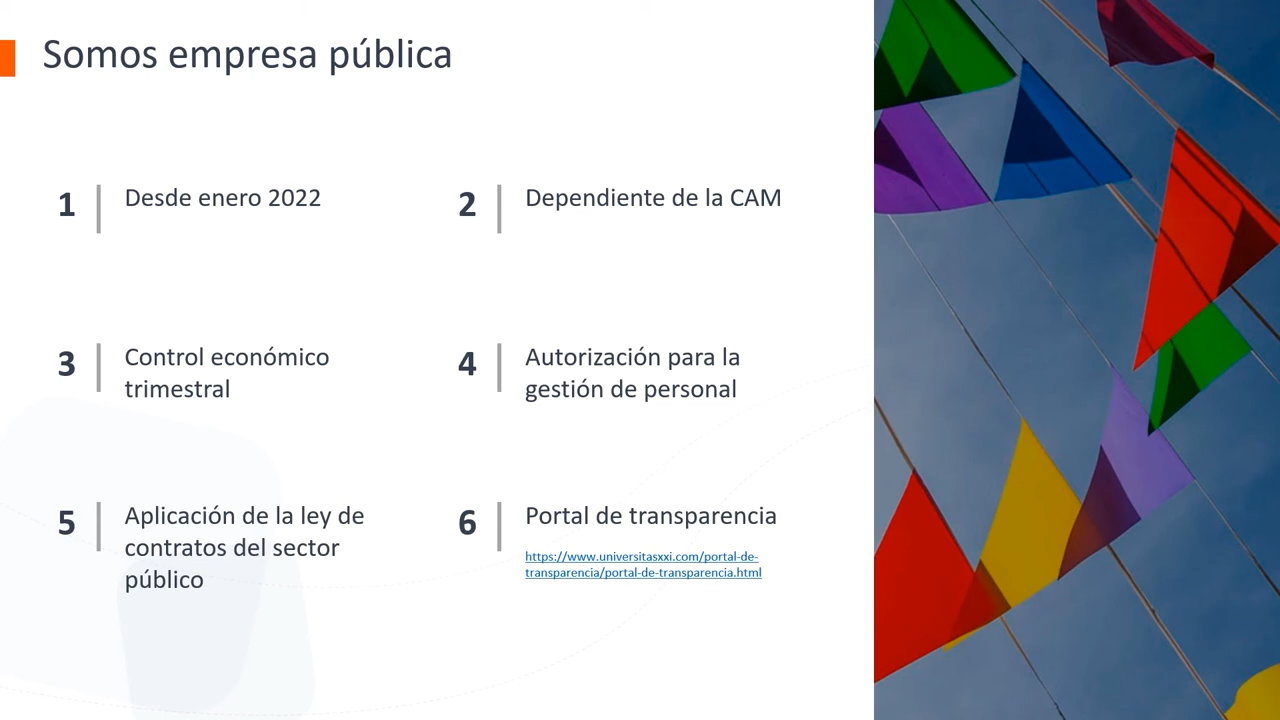 Somos empresa pública
1
Desde enero 2022
2
Dependiente de la CAM
3
Control económico
trimestral
4
Autorización para la
gestión de personal
5
Aplicación de la ley de
contratos del sector
público
6
Portal de transparencia
https://www.universitasxxi.com/portal-de-
transparencia/portal-de-transparencia.html